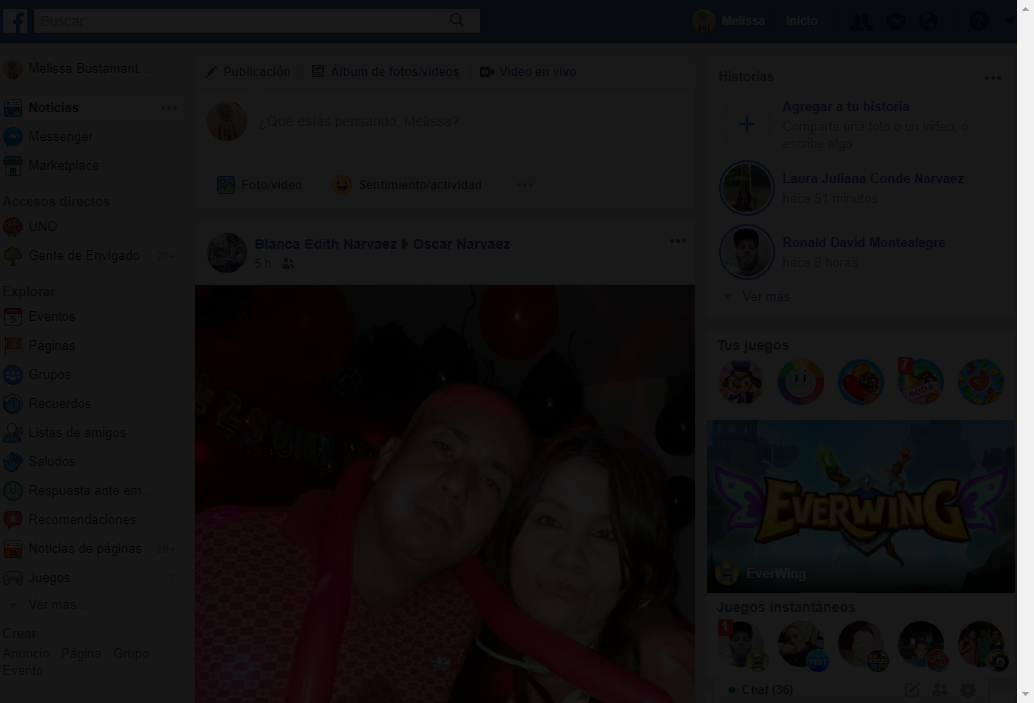 Buscar
Melissa
Inicio
Melissa Bustamant...
Noticias
Messenger
Marketplace
Accesos directos
UNO
Gente de Envigado 20+
Explorar
Eventos
Páginas
Grupos
Recuerdos
Listas de amigos
Saludos
Respuesta ante em...
Recomendaciones
Noticias de páginas 20+
Juegos 7
Ver más...
Crear
Anuncio Página Grupo
Evento
Publicación
Álbum de fotos/videos
Video en vivo
¿Qué estás pensando, Melissa?
Foto/video
Sentimiento/actividad
Blanca Edith Narvaez Oscar Narvaez
5 h
Historias
Agregar a tu historia
Comparte una foto o un video, o
escribe algo
Laura Juliana Conde Narvaez
hace 51 minutos
Ronald David Montealegre
hace 8 horas
Ver más
Tus juegos
7
EVERWING
EverWing
Juegos instantáneos
1
Chat (36)